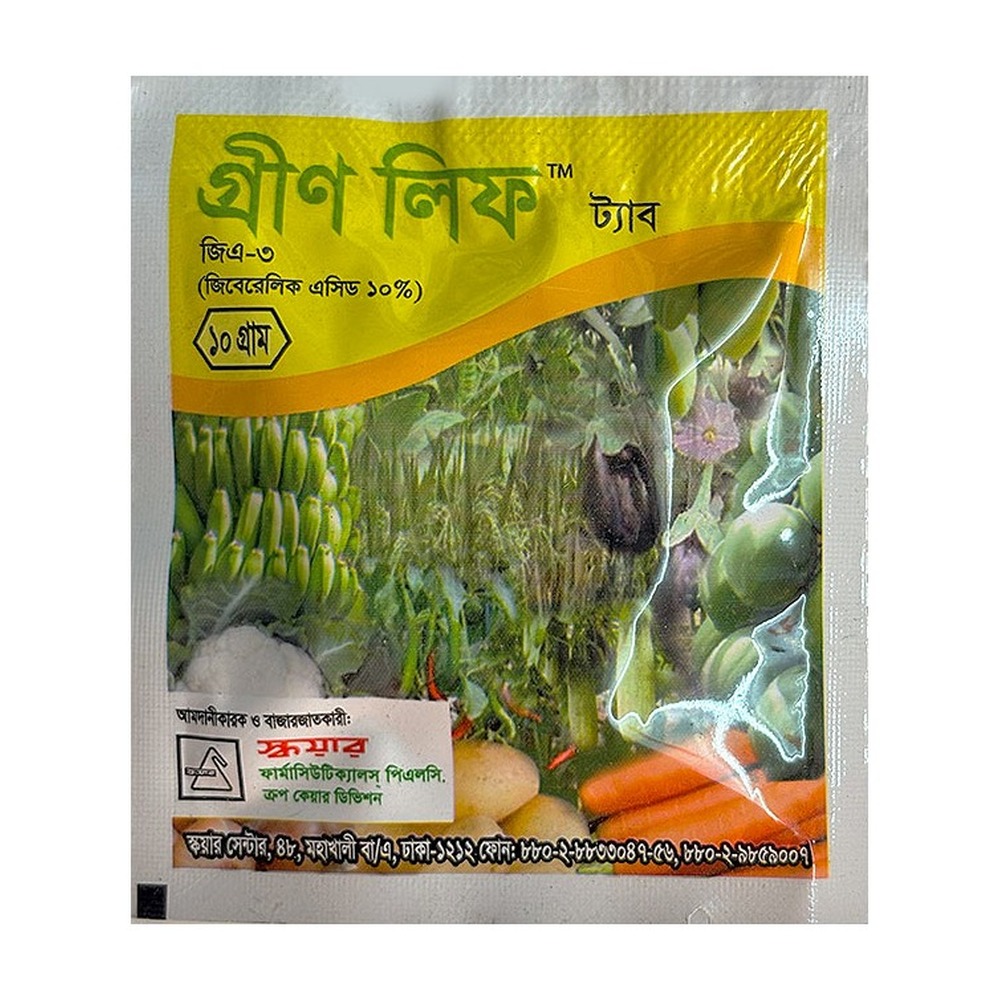 গ্রীণ লিফ™ ট্যাব
জিএ-৩
(জিবেরেলিক এসিড ১০%)
১০ গ্রাম
আমদানীকারক ও বাজারজাতকারী:
স্কয়ার
ফার্মাসিউটিক্যালস্ পিএলসি.
ক্রপ কেয়ার ডিভিশন
স্কয়ার সেন্টার, ৪৮, মহাখালী বা/এ, ঢাকা-১২১২ ফোন: ৮৮০-২-৮৮৩৩০৪৭-৫৬, ৮৮০-২-৯৮৫৯০০৭